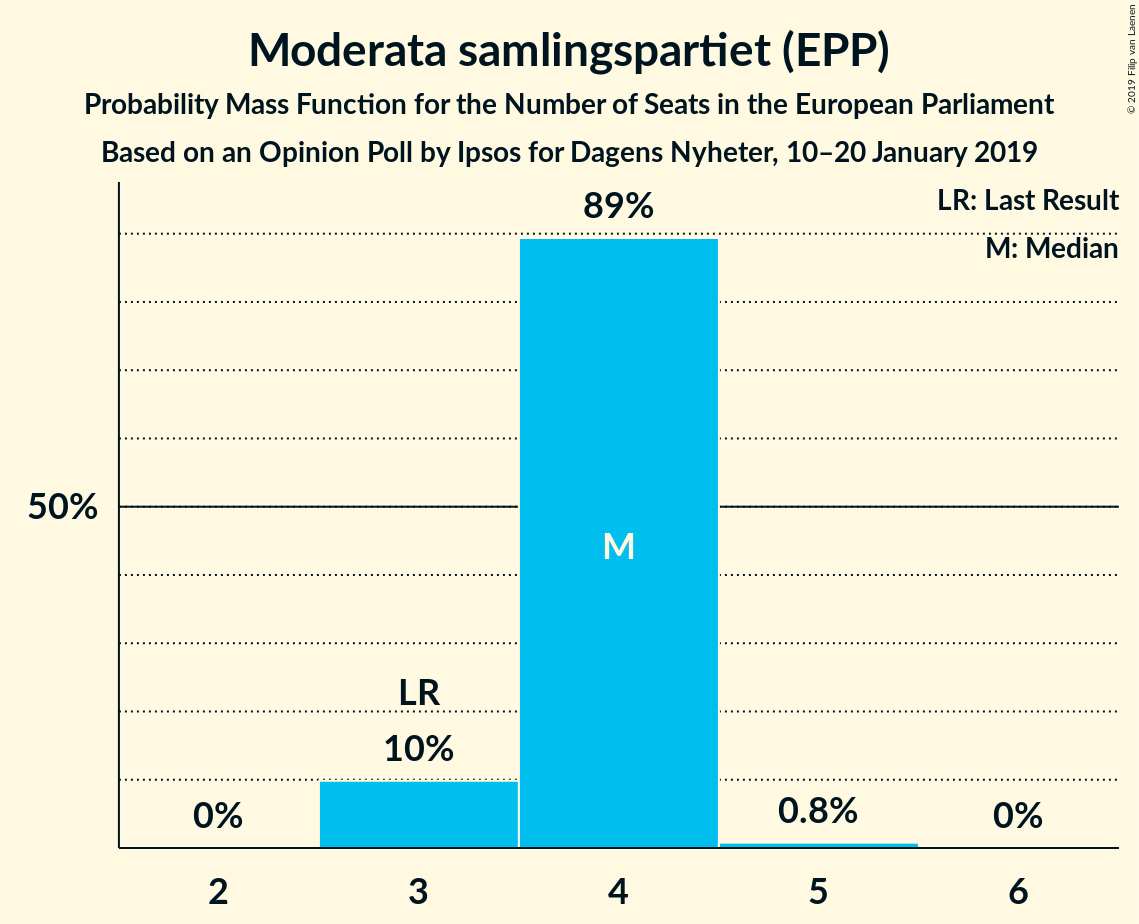 Moderata samlingspartiet (EPP)
Probability Mass Function for the Number of Seats in the European Parliament
Based on an Opinion Poll by Ipsos for Dagens Nyheter, 10–20 January 2019
© 2019 Filip van Laenen
LR: Last Result
M: Median
89%
50%
M
LR
10%
0%
0.8%
0%
2 3 4 5 6